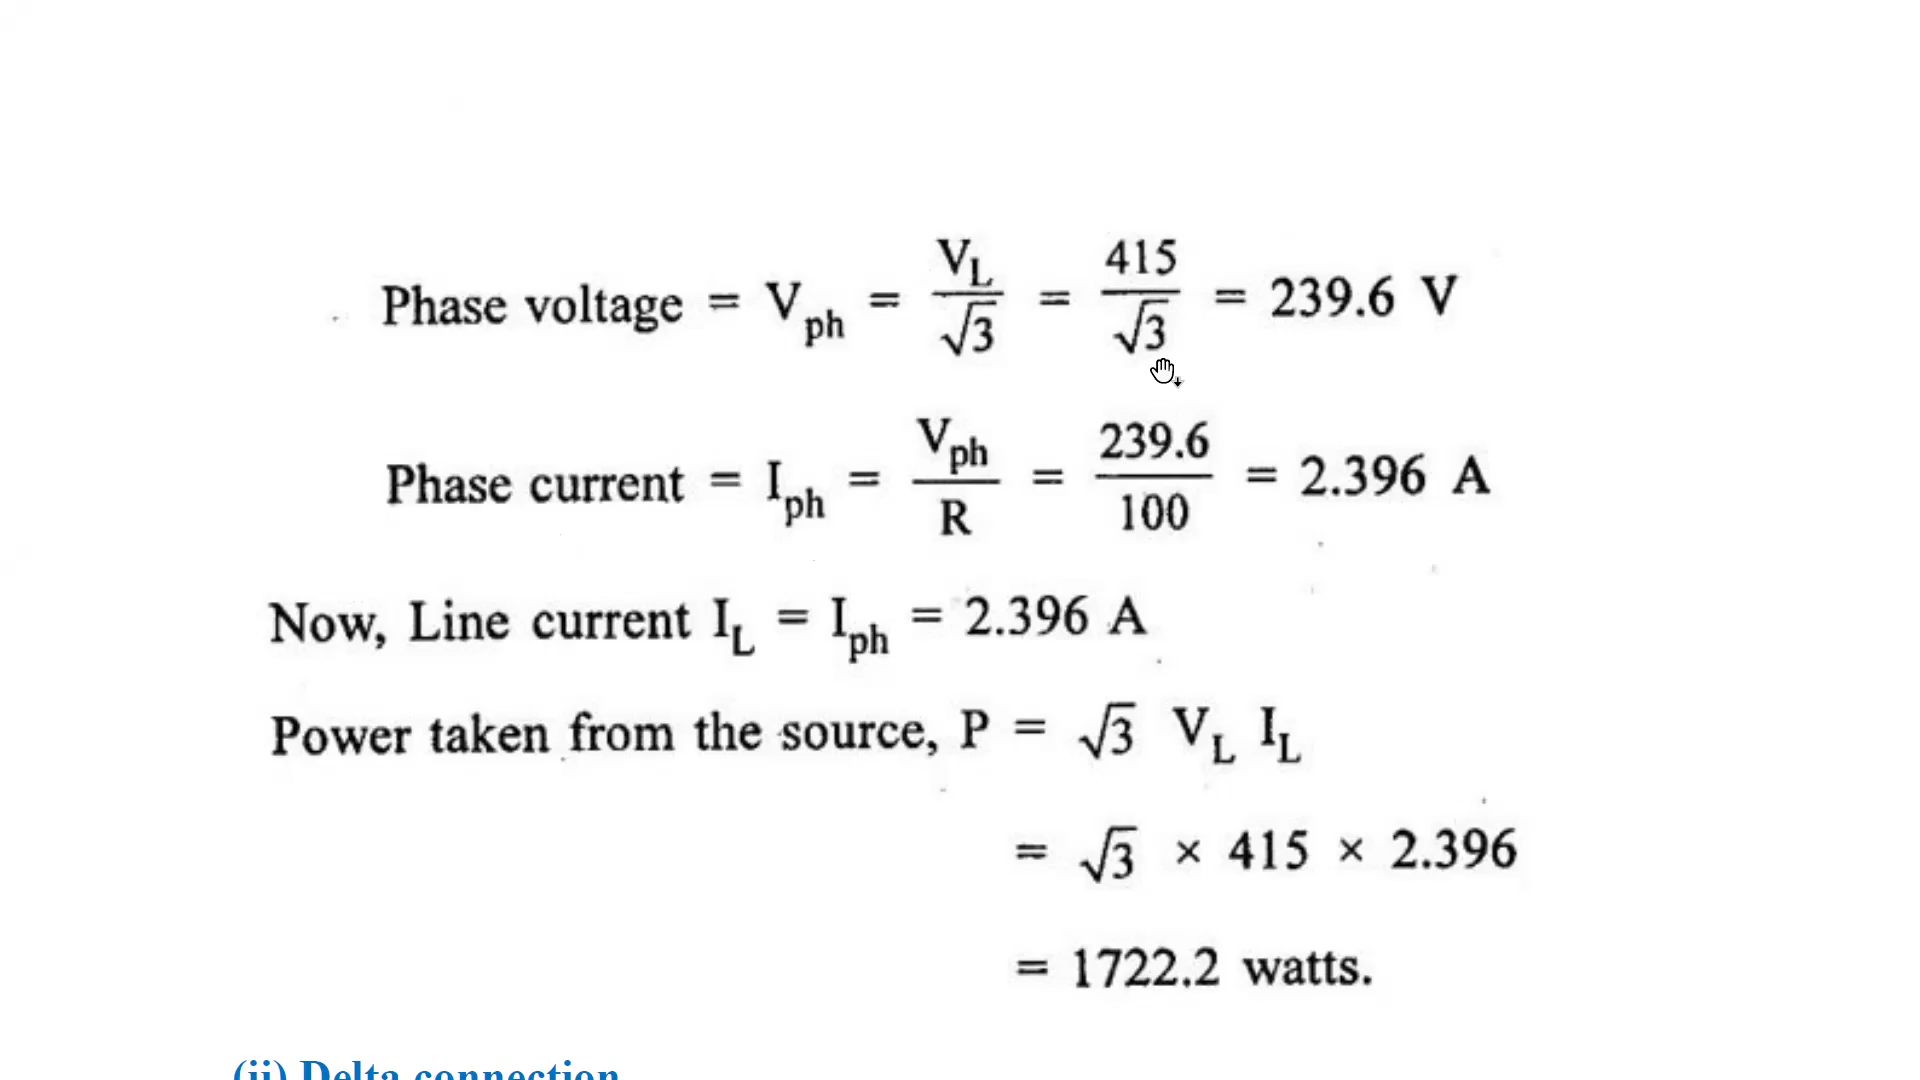 Phase voltage = V_ph = V_L / √3 = 415 / √3 = 239.6 V
Phase current = I_ph = V_ph / R = 239.6 / 100 = 2.396 A
Now, Line current I_L = I_ph = 2.396 A
Power taken from the source, P = √3 V_L I_L
= √3 × 415 × 2.396
= 1722.2 watts.
(ii) Delta connection